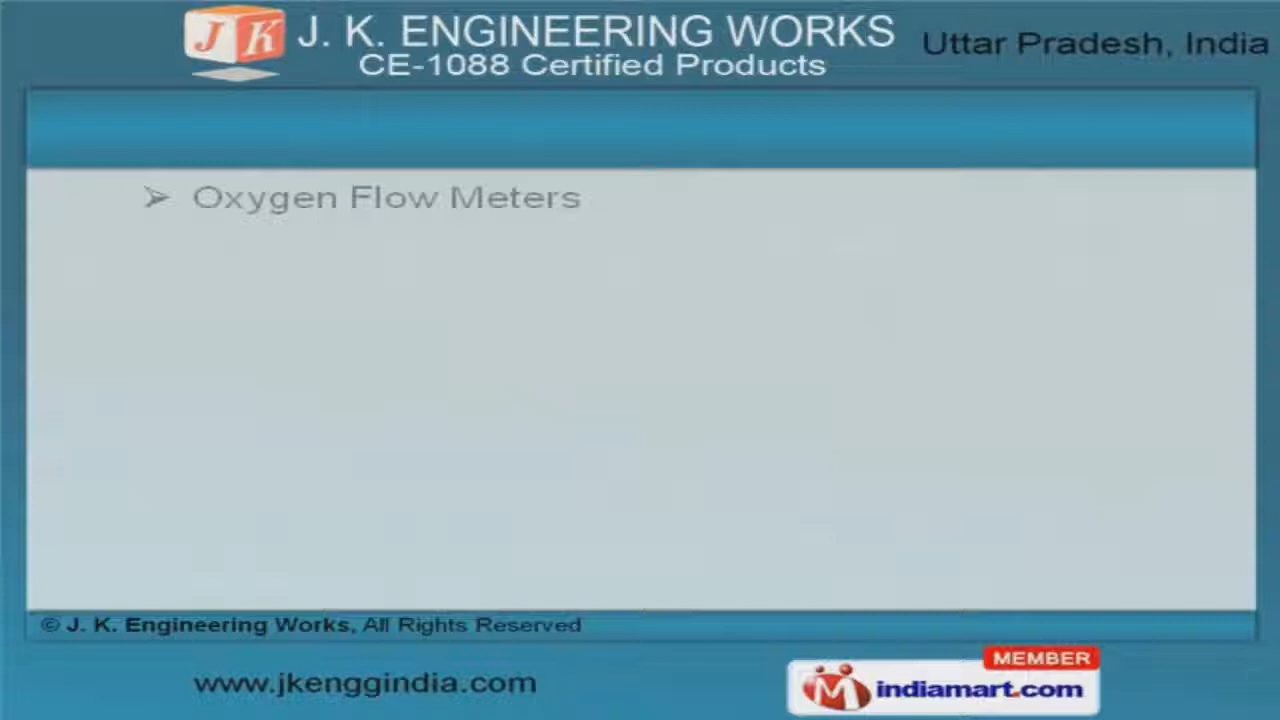 JK J. K. ENGINEERING WORKS
CE-1088 Certified Products
Uttar Pradesh, India
➢ Oxygen Flow Meters
© J. K. Engineering Works, All Rights Reserved
www.jkenggindia.com
MEMBER
indiamart.com